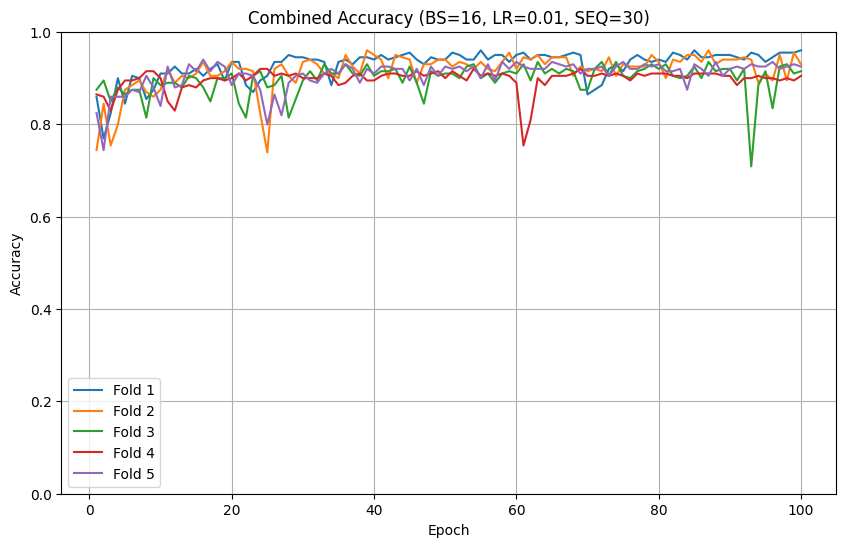 Combined Accuracy (BS=16, LR=0.01, SEQ=30)
1.0
0.8
0.6
0.4
0.2
0.0
Accuracy
Fold 1
Fold 2
Fold 3
Fold 4
Fold 5
0 20 40 60 80 100
Epoch